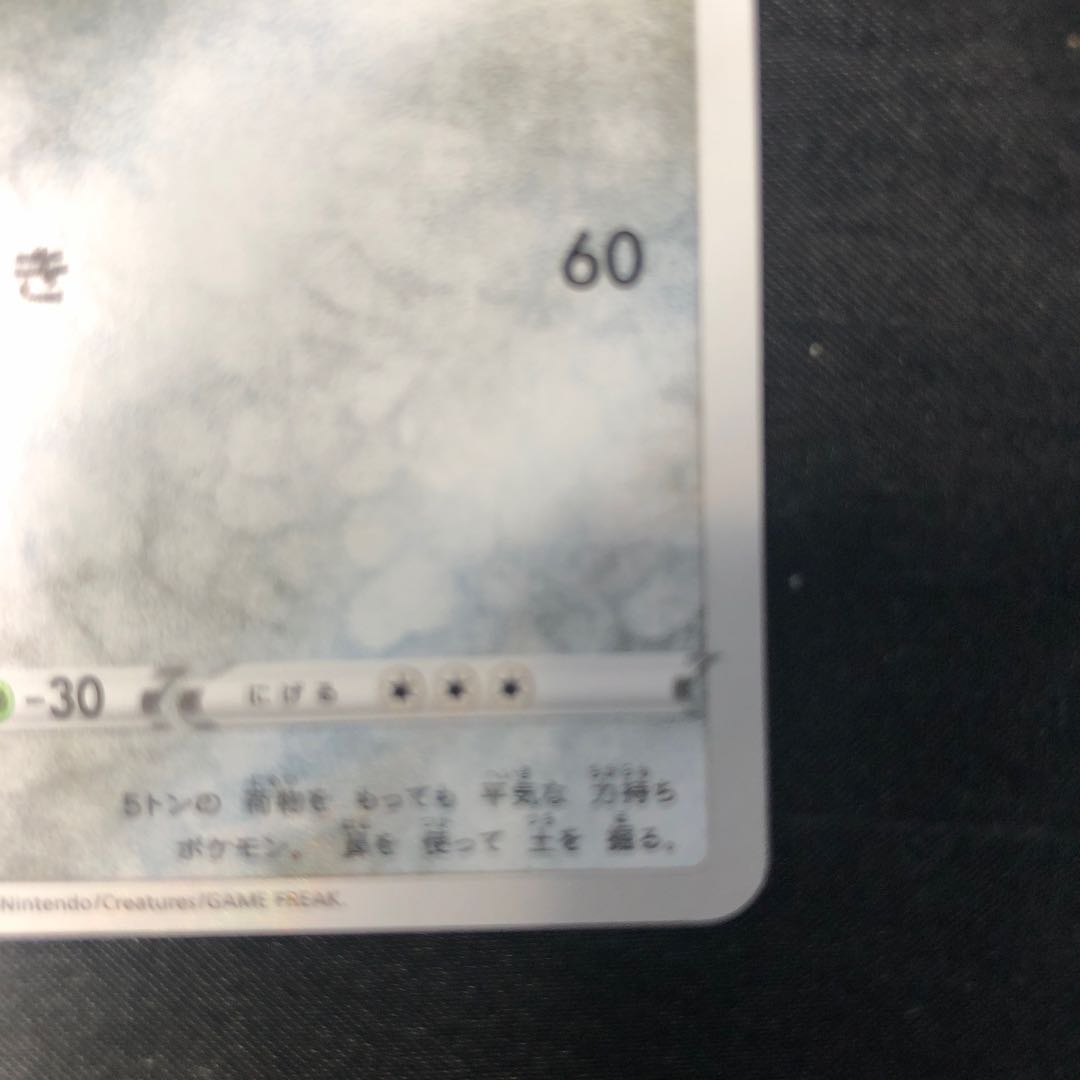 き 60
-30 にげる
5トンの 荷物を もっても 平気な 力持ち
ポケモン。 鼻を 使って 土を 掘る。
Nintendo/Creatures/GAME FREAK.